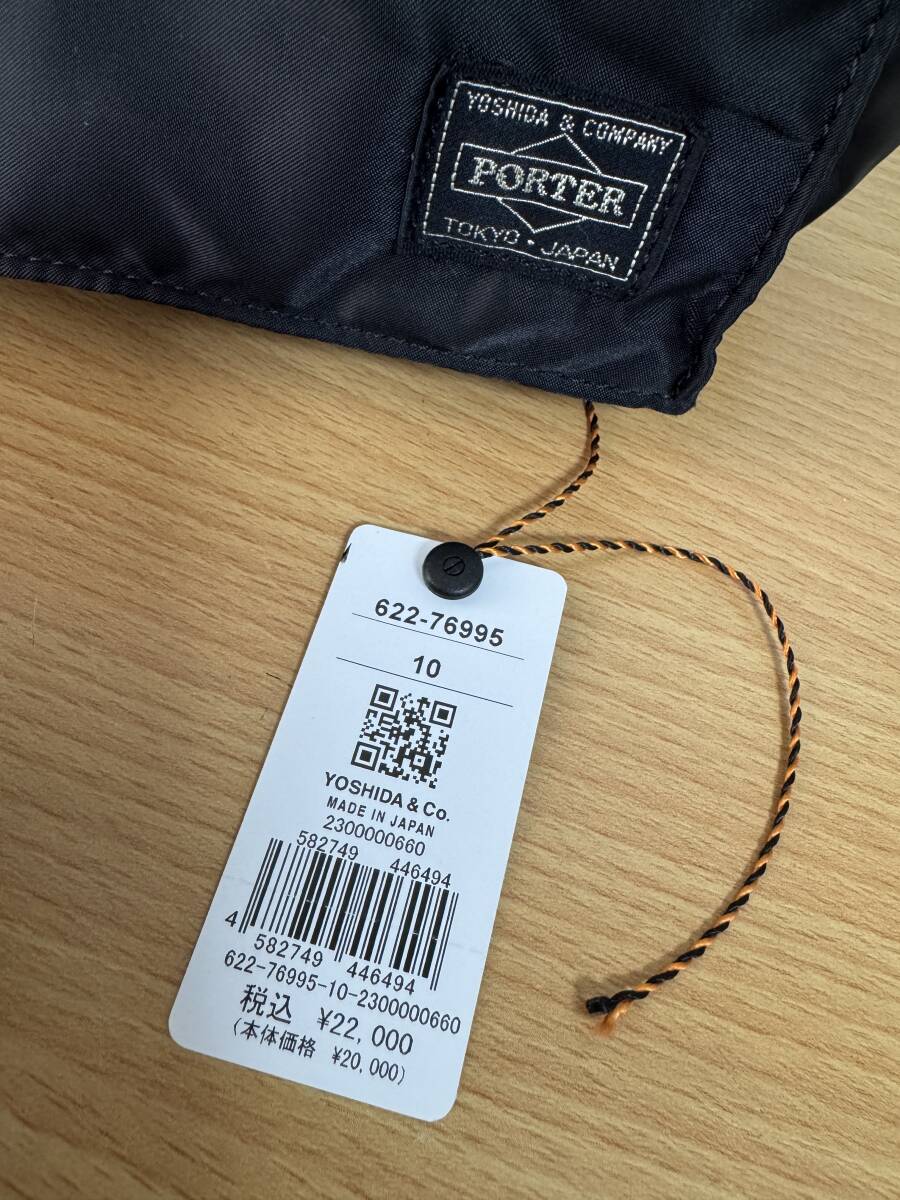 YOSHIDA & COMPANY
PORTER
TOKYO・JAPAN
622-76995
10
YOSHIDA & Co.
MADE IN JAPAN
2300000660
582749 446494
4 582749 446494
622-76995-10-2300000660
税込 ¥22,000
(本体価格 ¥20,000)